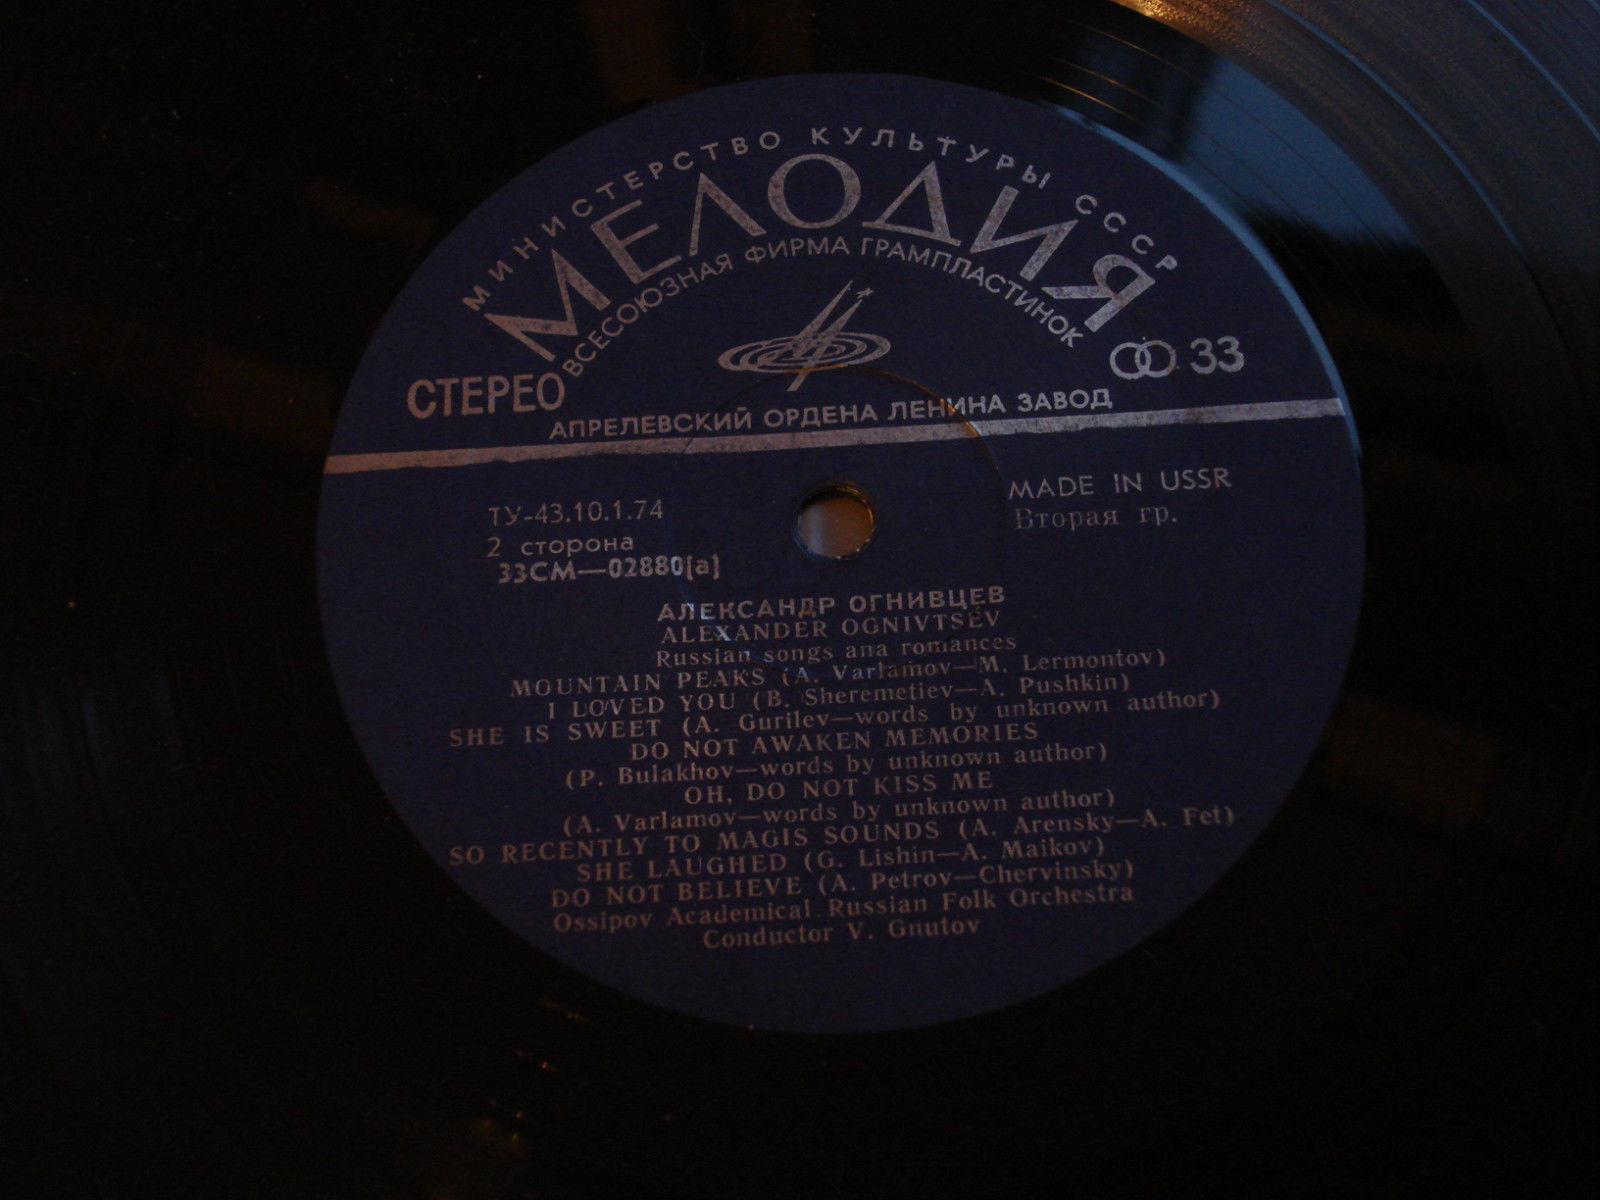 МИНИСТЕРСТВО КУЛЬТУРЫ СССР
МЕЛОДИЯ
ВСЕСОЮЗНАЯ ФИРМА ГРАМПЛАСТИНОК
СТЕРЕО
33
АПРЕЛЕВСКИЙ ОРДЕНА ЛЕНИНА ЗАВОД
ТУ-43.10.1.74
MADE IN USSR
2 сторона
Вторая гр.
33СМ—02880(а)
АЛЕКСАНДР ОГНИВЦЕВ
ALEXANDER OGNIVTSEV
Russian songs ana romances
MOUNTAIN PEAKS (A. Varlamov—M. Lermontov)
I LOVED YOU (B. Sheremetiev—A. Pushkin)
SHE IS SWEET (A. Gurilev—words by unknown author)
DO NOT AWAKEN MEMORIES
(P. Bulakhov—words by unknown author)
OH, DO NOT KISS ME
(A. Varlamov—words by unknown author)
SO RECENTLY TO MAGIS SOUNDS (A. Arensky—A. Fet)
SHE LAUGHED (G. Lishin—A. Maikov)
DO NOT BELIEVE (A. Petrov—Chervinsky)
Ossipov Academical Russian Folk Orchestra
Conductor V. Gnutov